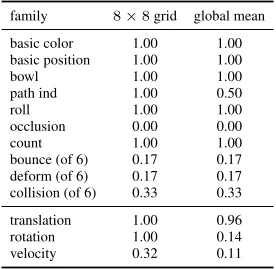 family 8 × 8 grid global mean
basic color 1.00 1.00
basic position 1.00 1.00
bowl 1.00 1.00
path ind 1.00 0.50
roll 1.00 1.00
occlusion 0.00 0.00
count 1.00 1.00
bounce (of 6) 0.17 0.17
deform (of 6) 0.17 0.17
collision (of 6) 0.33 0.33
translation 1.00 0.96
rotation 1.00 0.14
velocity 0.32 0.11